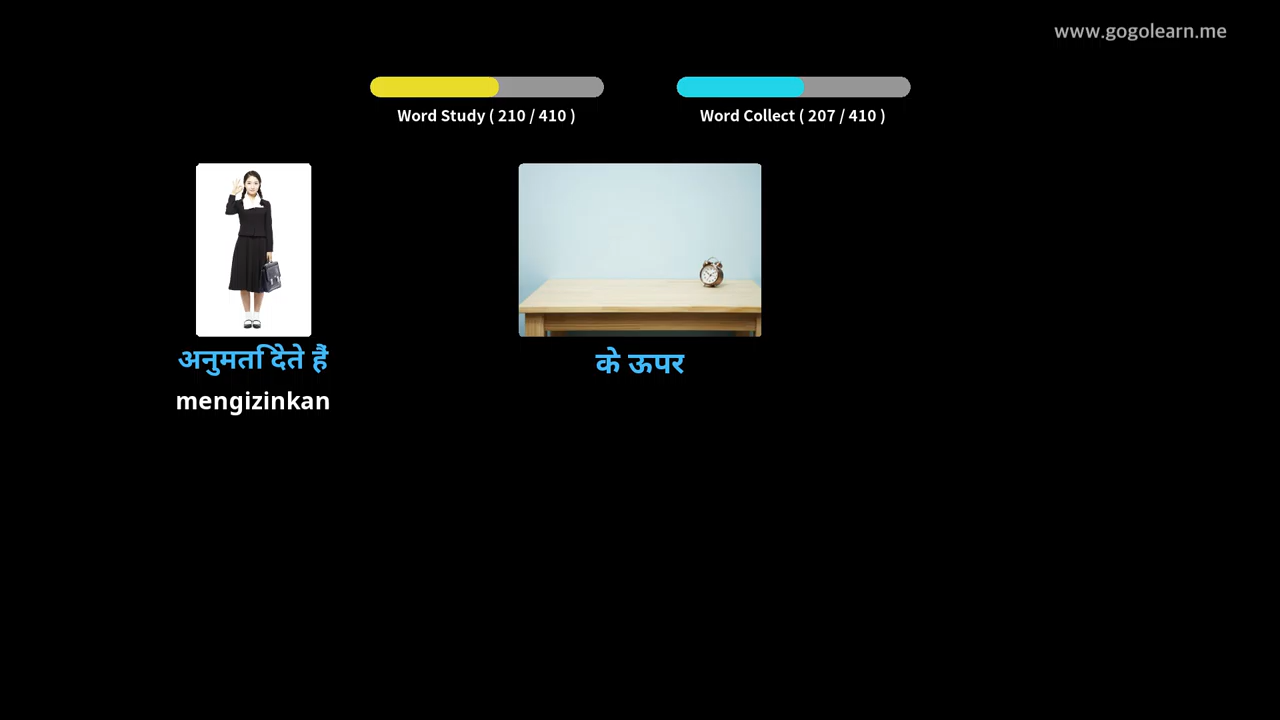 www.gogolearn.me
Word Study ( 210 / 410 )
Word Collect ( 207 / 410 )
अनुमति देते हैं
mengizinkan
के ऊपर